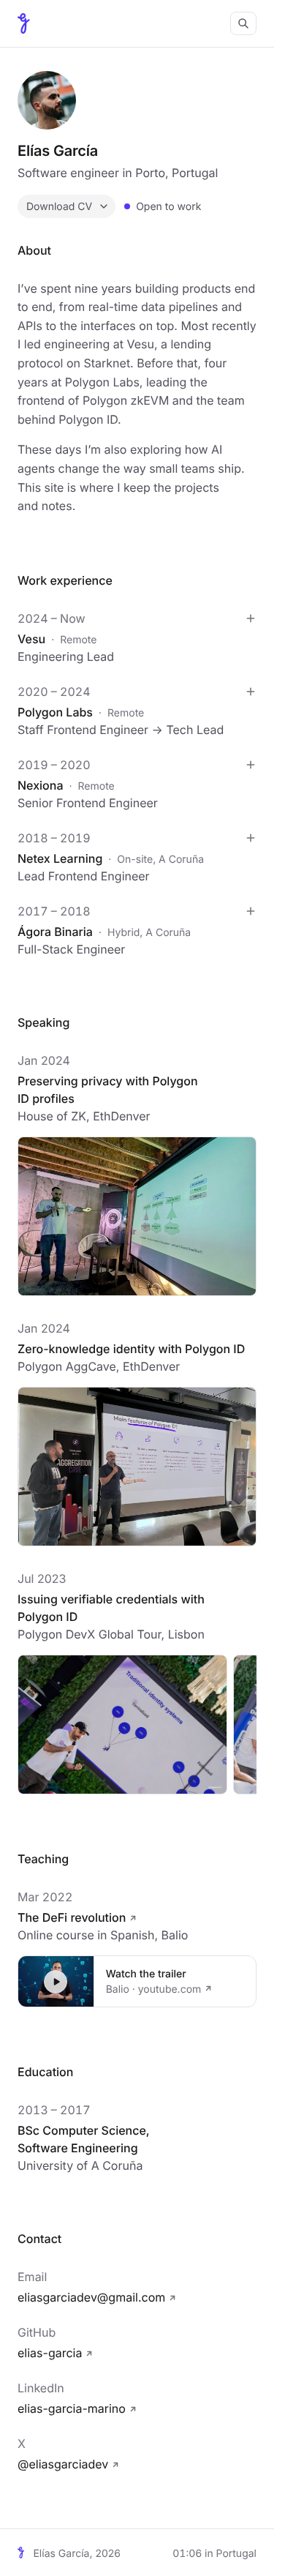 Elías García
Software engineer in Porto, Portugal
Download CV
Open to work
About
I've spent nine years building products end
to end, from real-time data pipelines and
APIs to the interfaces on top. Most recently
I led engineering at Vesu, a lending
protocol on Starknet. Before that, four
years at Polygon Labs, leading the
frontend of Polygon zkEVM and the team
behind Polygon ID.
These days I'm also exploring how AI
agents change the way small teams ship.
This site is where I keep the projects
and notes.
Work experience
2024 – Now
Vesu · Remote
Engineering Lead
2020 – 2024
Polygon Labs · Remote
Staff Frontend Engineer → Tech Lead
2019 – 2020
Nexiona · Remote
Senior Frontend Engineer
2018 – 2019
Netex Learning · On-site, A Coruña
Lead Frontend Engineer
2017 – 2018
Ágora Binaria · Hybrid, A Coruña
Full-Stack Engineer
Speaking
Jan 2024
Preserving privacy with Polygon
ID profiles
House of ZK, EthDenver
Jan 2024
Zero-knowledge identity with Polygon ID
Polygon AggCave, EthDenver
Main features of Polygon ID
AGGREGATION
Jul 2023
Issuing verifiable credentials with
Polygon ID
Polygon DevX Global Tour, Lisbon
Traditional identity systems
Teaching
Mar 2022
The DeFi revolution ↗
Online course in Spanish, Balio
Watch the trailer
Balio · youtube.com ↗
Education
2013 – 2017
BSc Computer Science,
Software Engineering
University of A Coruña
Contact
Email
eliasgarciadev@gmail.com ↗
GitHub
elias-garcia ↗
LinkedIn
elias-garcia-marino ↗
X
@eliasgarciadev ↗
Elías García, 2026
01:06 in Portugal